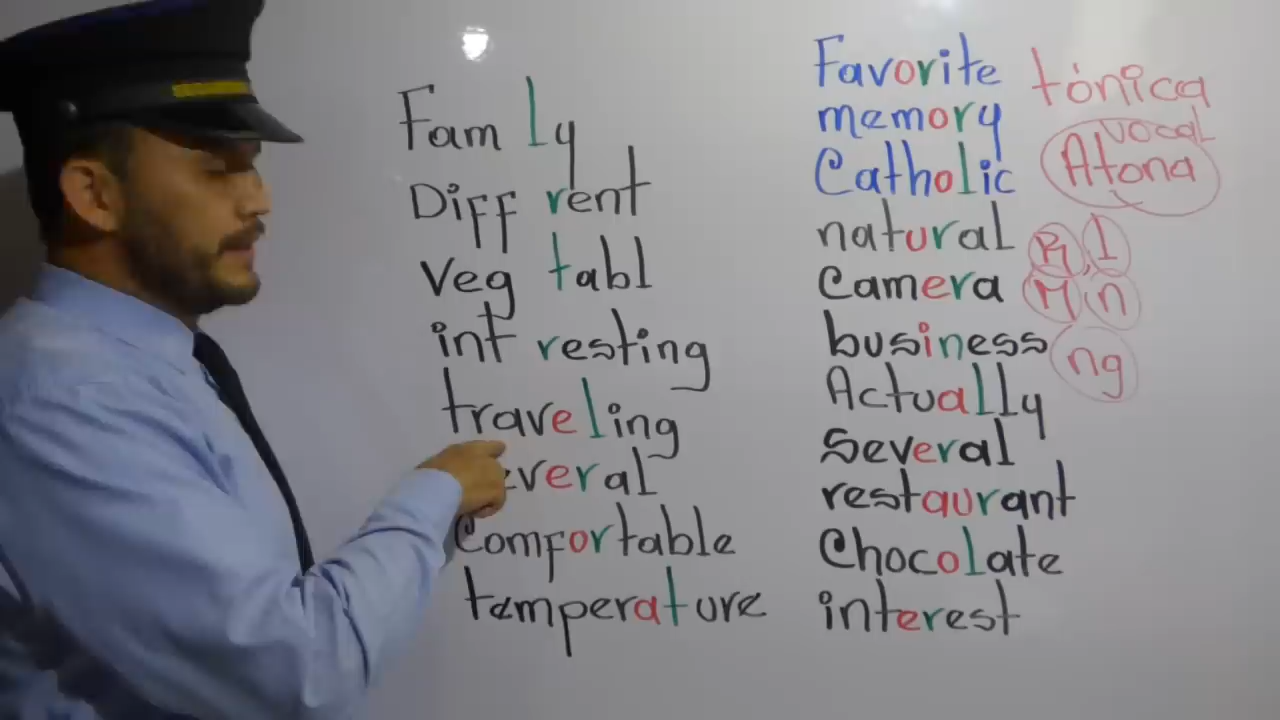 Fam ly
Diff rent
Veg tabl
int resting
traveling
everal
Comfortable
temperature
Favorite
memory
Catholic
natural
Camera
business
Actually
Several
restaurant
Chocolate
interest
tónica
vocal
Atona
R, l
M, n
ng